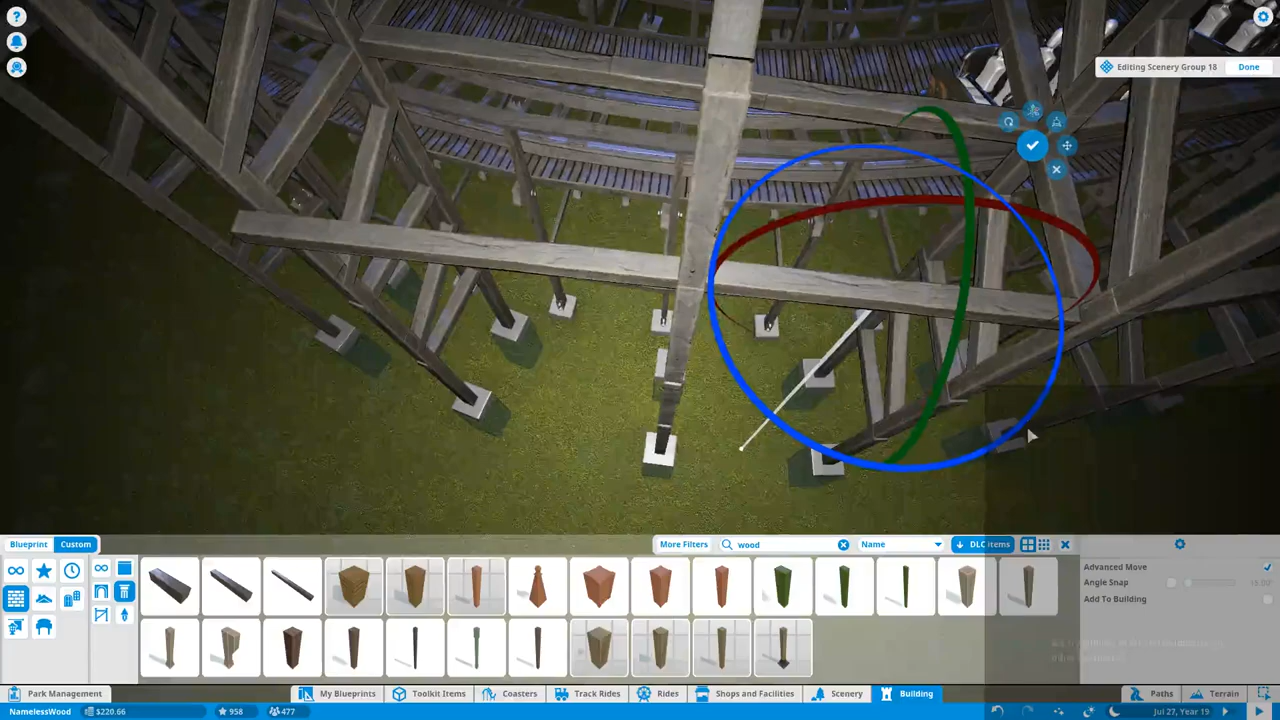 Editing Scenery Group 18 Done
Blueprint Custom More Filters wood Name DLC items
Advanced Move
Angle Snap
Add To Building
Park Management My Blueprints Toolkit Items Coasters Track Rides Rides Shops and Facilities Scenery Building Paths Terrain
NamelessWood $220.66 958 477 Jul 27, Year 19